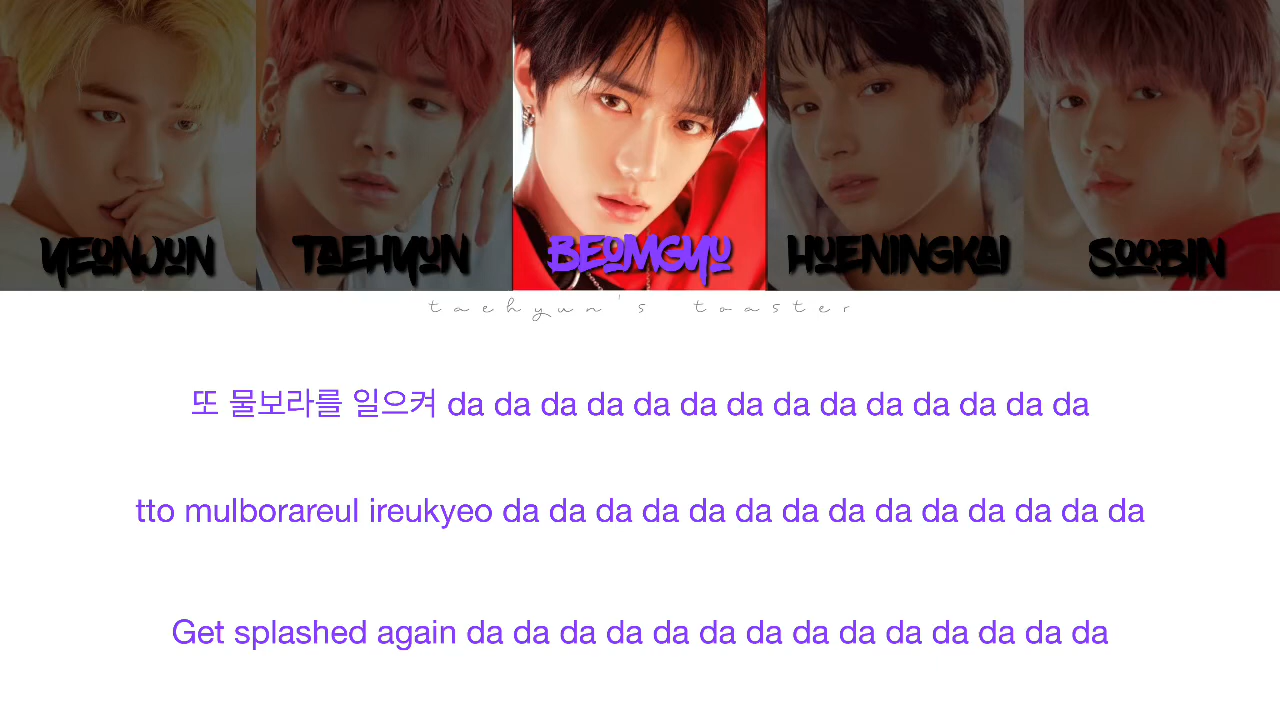 YEONJUN TAEHYUN BEOMGYU HUENINGKAI SOOBIN
taehyun's toaster
또 물보라를 일으켜 da da da da da da da da da da da da da da
tto mulborareul ireukyeo da da da da da da da da da da da da da da
Get splashed again da da da da da da da da da da da da da da